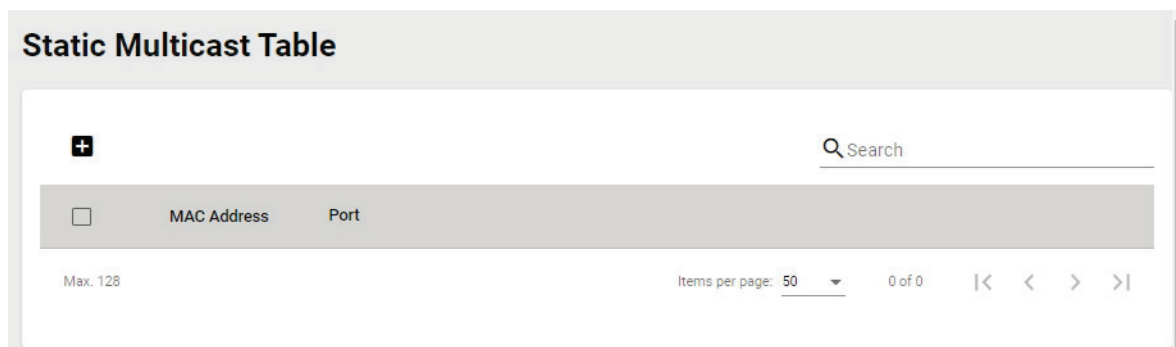 Static Multicast Table
Search
MAC Address Port
Max. 128 Items per page: 50 0 of 0